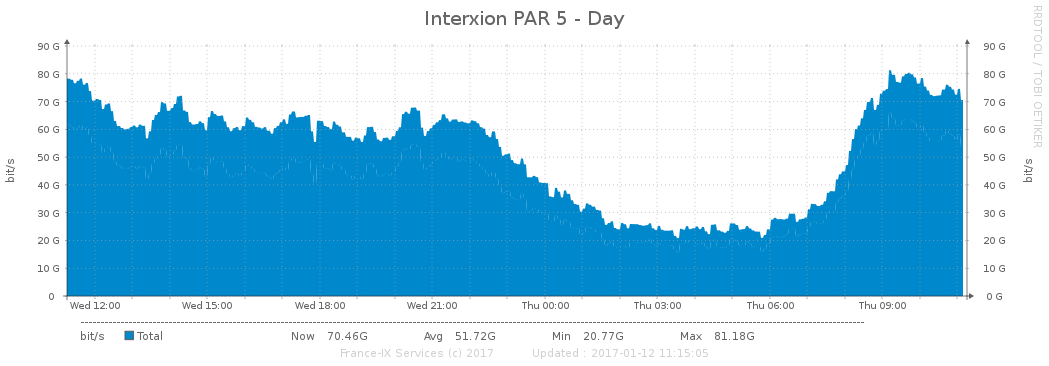 Interxion PAR 5 - Day
RRDTOOL / TOBI OETIKER
90 G 90 G
80 G 80 G
70 G 70 G
60 G 60 G
50 G 50 G
40 G 40 G
30 G 30 G
20 G 20 G
10 G 10 G
0 0 G
bit/s
bit/s
Wed 12:00 Wed 15:00 Wed 18:00 Wed 21:00 Thu 00:00 Thu 03:00 Thu 06:00 Thu 09:00
bit/s Total Now 70.46G Avg 51.72G Min 20.77G Max 81.18G
France-IX Services (c) 2017 Updated : 2017-01-12 11:15:05